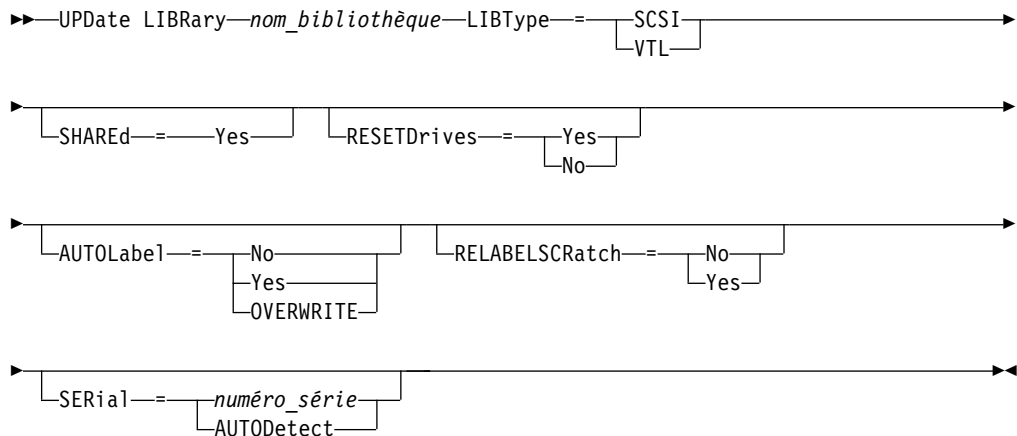 UPDate LIBRary nom_bibliothèque LIBType = SCSI
VTL
SHAREd = Yes RESETDrives = Yes
No
AUTOLabel = No RELABELSCRatch = No
Yes Yes
OVERWRITE
SERial = numéro_série
AUTODetect